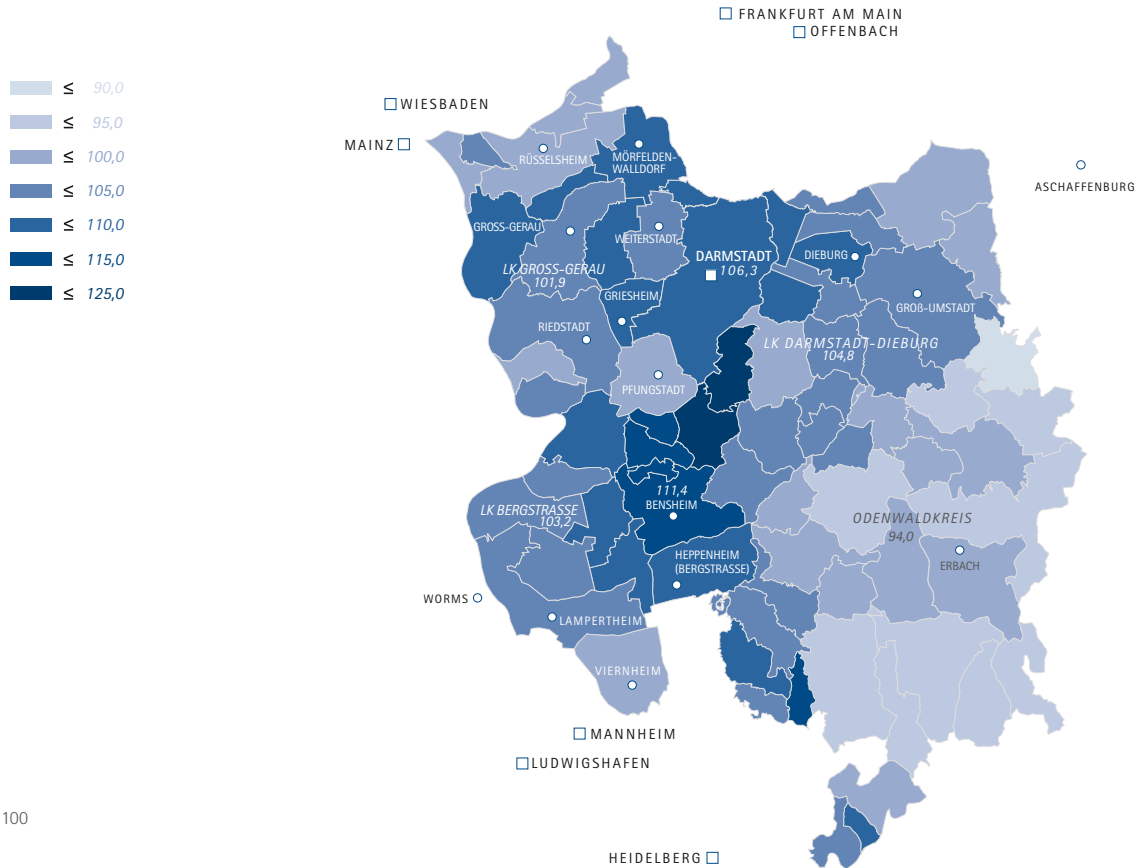 FRANKFURT AM MAIN
OFFENBACH
≤ 90,0
≤ 95,0
≤ 100,0
≤ 105,0
≤ 110,0
≤ 115,0
≤ 125,0
WIESBADEN
MAINZ
RÜSSELSHEIM
MÖRFELDEN-
WALLDORF
ASCHAFFENBURG
GROSS-GERAU
WEITERSTADT
DARMSTADT
106,3
DIEBURG
LK GROSS-GERAU
101,9
GRIESHEIM
GROß-UMSTADT
RIEDSTADT
LK DARMSTADT-DIEBURG
104,8
PFUNGSTADT
111,4
BENSHEIM
LK BERGSTRASSE
103,2
ODENWALDKREIS
94,0
HEPPENHEIM
(BERGSTRASSE)
ERBACH
WORMS
LAMPERTHEIM
VIERNHEIM
MANNHEIM
LUDWIGSHAFEN
100
HEIDELBERG